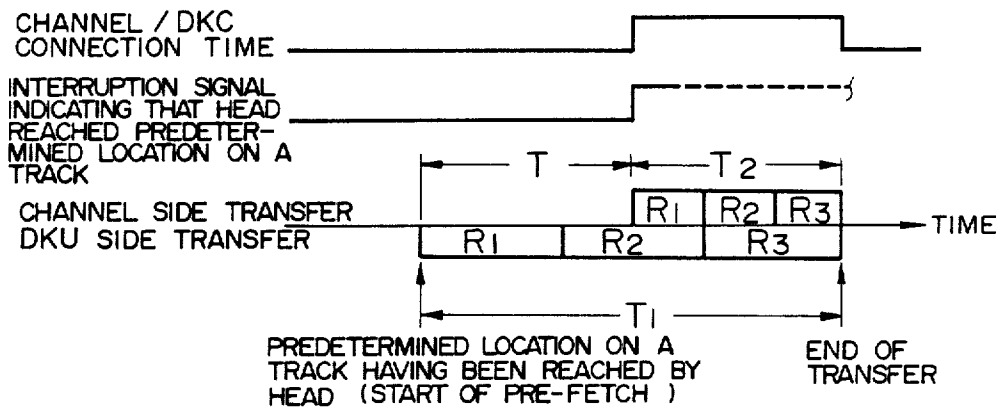 CHANNEL / DKC
CONNECTION TIME
INTERRUPTION SIGNAL
INDICATING THAT HEAD
REACHED PREDETER-
MINED LOCATION ON A
TRACK
T T2
CHANNEL SIDE TRANSFER R1 R2 R3
TIME
DKU SIDE TRANSFER R1 R2 R3
T1
PREDETERMINED LOCATION ON A
TRACK HAVING BEEN REACHED BY
HEAD (START OF PRE-FETCH )
END OF
TRANSFER